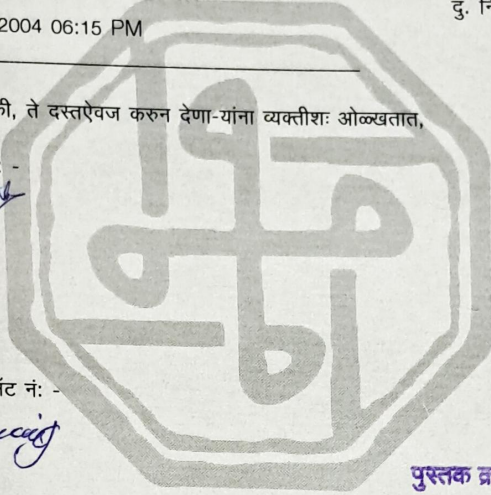 दु. नि
2004 06:15 PM
की, ते दस्तऐवज करुन देणा-यांना व्यक्तीशः ओळखतात,
: -
ॅट नं: -
पुस्तक क्र